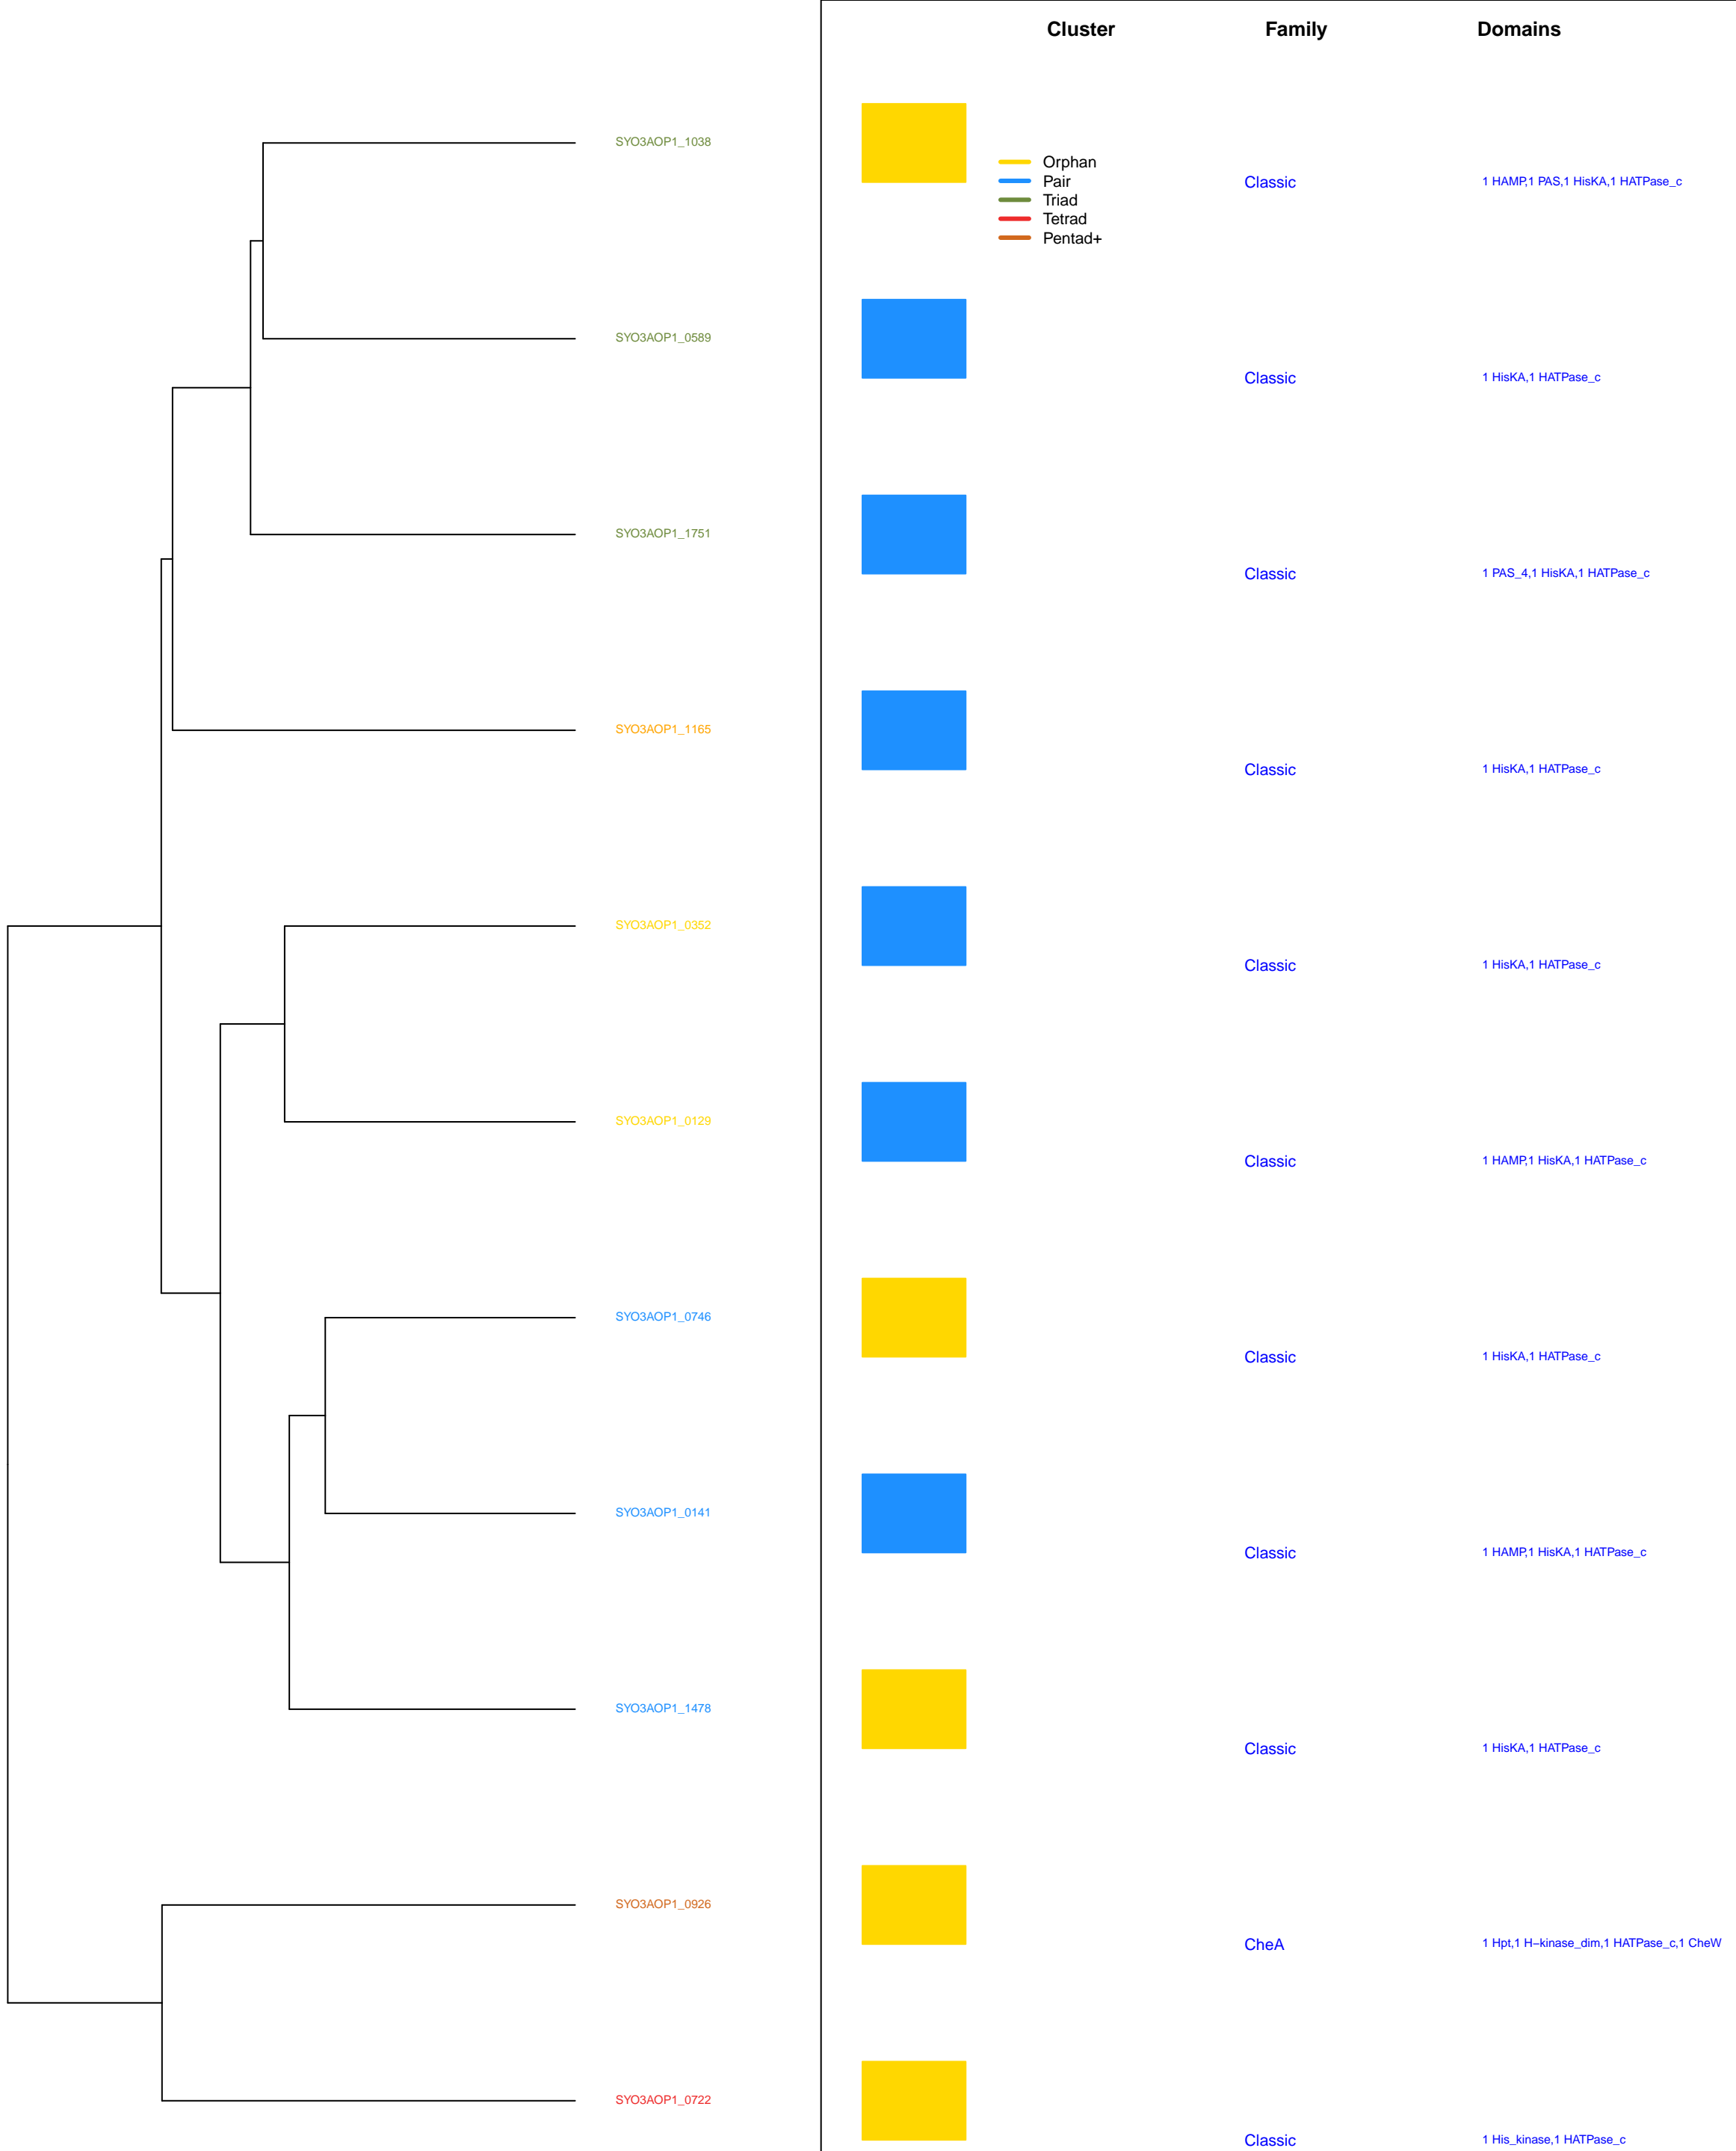 Cluster Family Domains
SYO3AOP1_1038
Orphan
Pair
Triad
Tetrad
Pentad+
Classic 1 HAMP,1 PAS,1 HisKA,1 HATPase_c
SYO3AOP1_0589
Classic 1 HisKA,1 HATPase_c
SYO3AOP1_1751
Classic 1 PAS_4,1 HisKA,1 HATPase_c
SYO3AOP1_1165
Classic 1 HisKA,1 HATPase_c
SYO3AOP1_0352
Classic 1 HisKA,1 HATPase_c
SYO3AOP1_0129
Classic 1 HAMP,1 HisKA,1 HATPase_c
SYO3AOP1_0746
Classic 1 HisKA,1 HATPase_c
SYO3AOP1_0141
Classic 1 HAMP,1 HisKA,1 HATPase_c
SYO3AOP1_1478
Classic 1 HisKA,1 HATPase_c
SYO3AOP1_0926
CheA 1 Hpt,1 H−kinase_dim,1 HATPase_c,1 CheW
SYO3AOP1_0722
Classic 1 His_kinase,1 HATPase_c